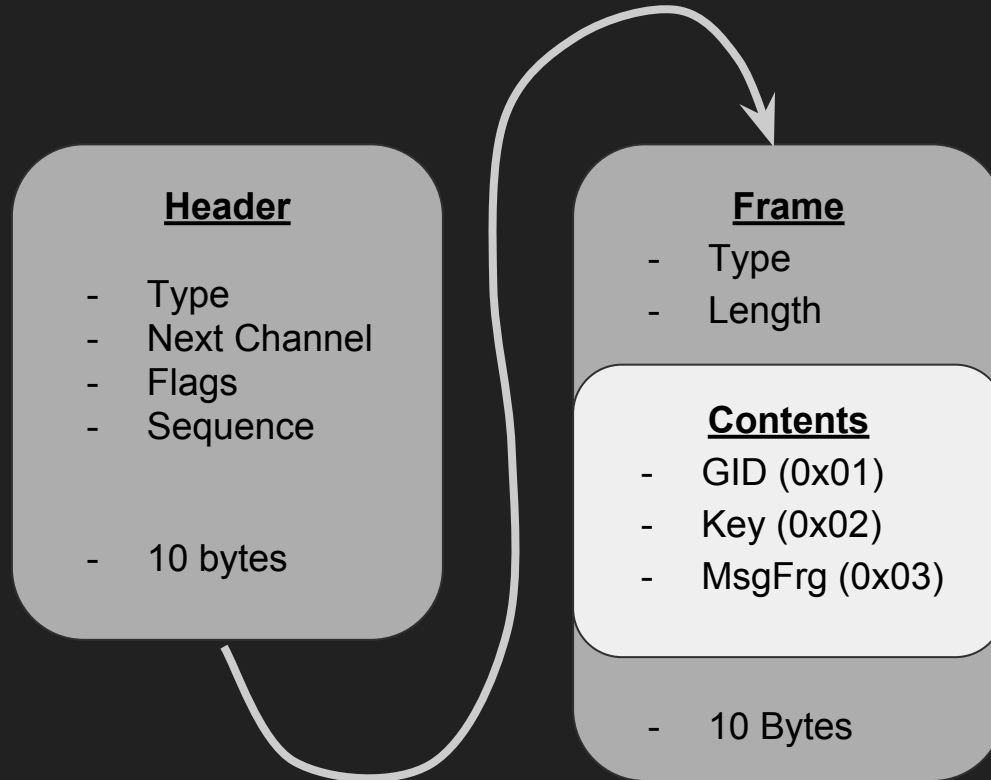 Header
- Type
- Next Channel
- Flags
- Sequence
- 10 bytes
Frame
- Type
- Length
Contents
- GID (0x01)
- Key (0x02)
- MsgFrg (0x03)
- 10 Bytes